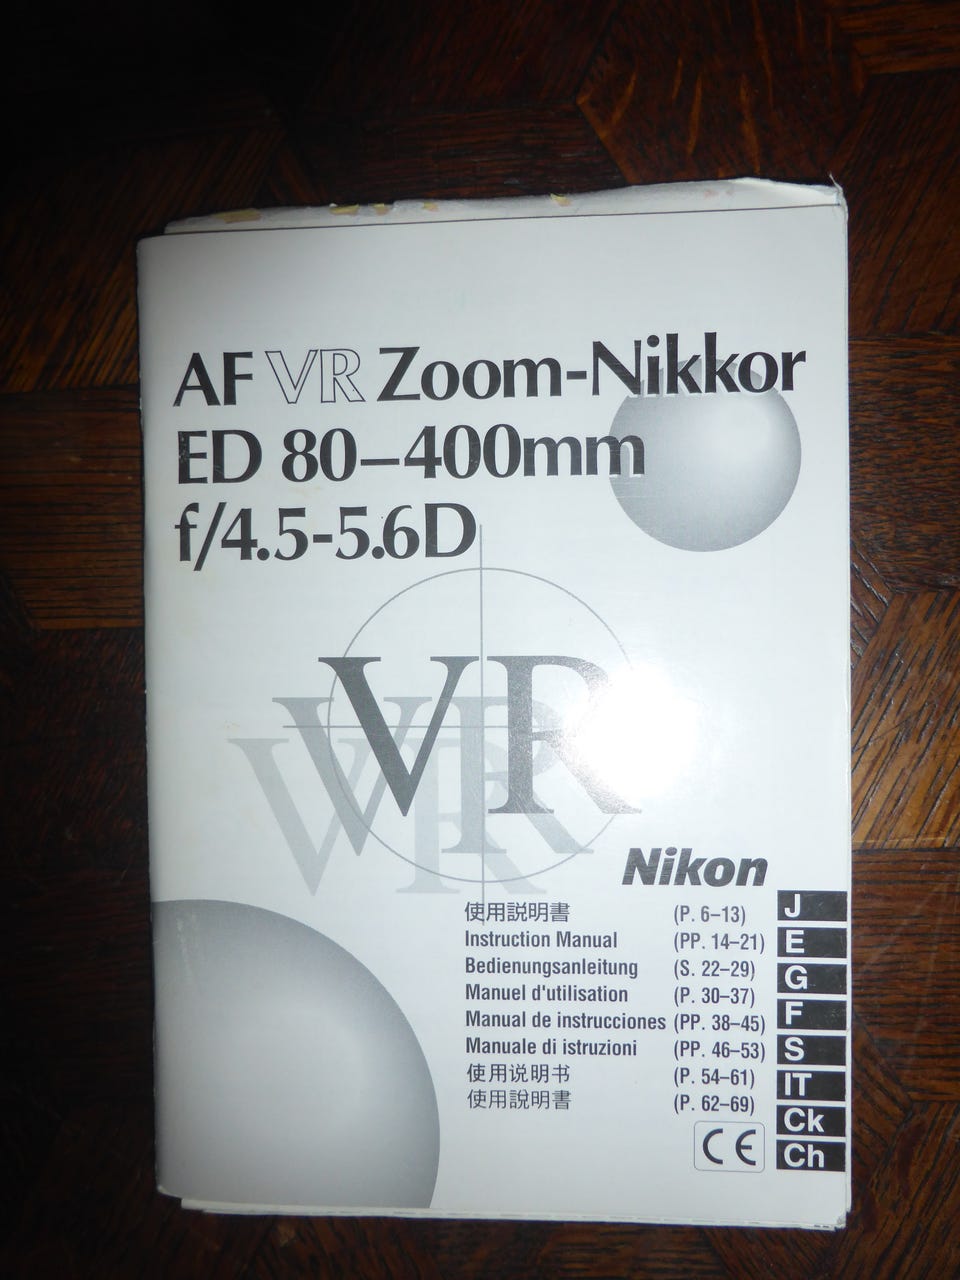 AF VR Zoom-Nikkor
ED 80–400mm
f/4.5-5.6D
VR
VR
VR
Nikon
使用説明書 (P. 6–13) J
Instruction Manual (PP. 14–21) E
Bedienungsanleitung (S. 22–29) G
Manuel d'utilisation (P. 30–37) F
Manual de instrucciones (PP. 38–45) S
Manuale di istruzioni (PP. 46–53) IT
使用说明书 (P. 54–61) Ck
使用說明書 (P. 62–69) Ch
CE